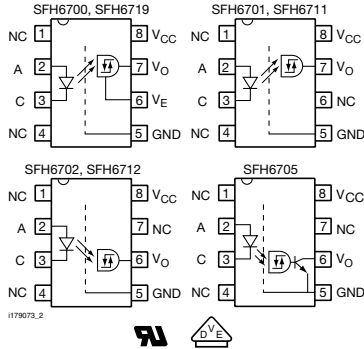 SFH6700, SFH6719
NC 1
8 VCC
A 2
7 VO
C 3
6 VE
NC 4
5 GND
SFH6701, SFH6711
NC 1
8 VCC
A 2
7 VO
C 3
6 NC
NC 4
5 GND
SFH6702, SFH6712
NC 1
8 VCC
A 2
7 NC
C 3
6 VO
NC 4
5 GND
SFH6705
NC 1
8 VCC
A 2
7 NC
C 3
6 VO
NC 4
5 GND
i179073_2
RU
DVE